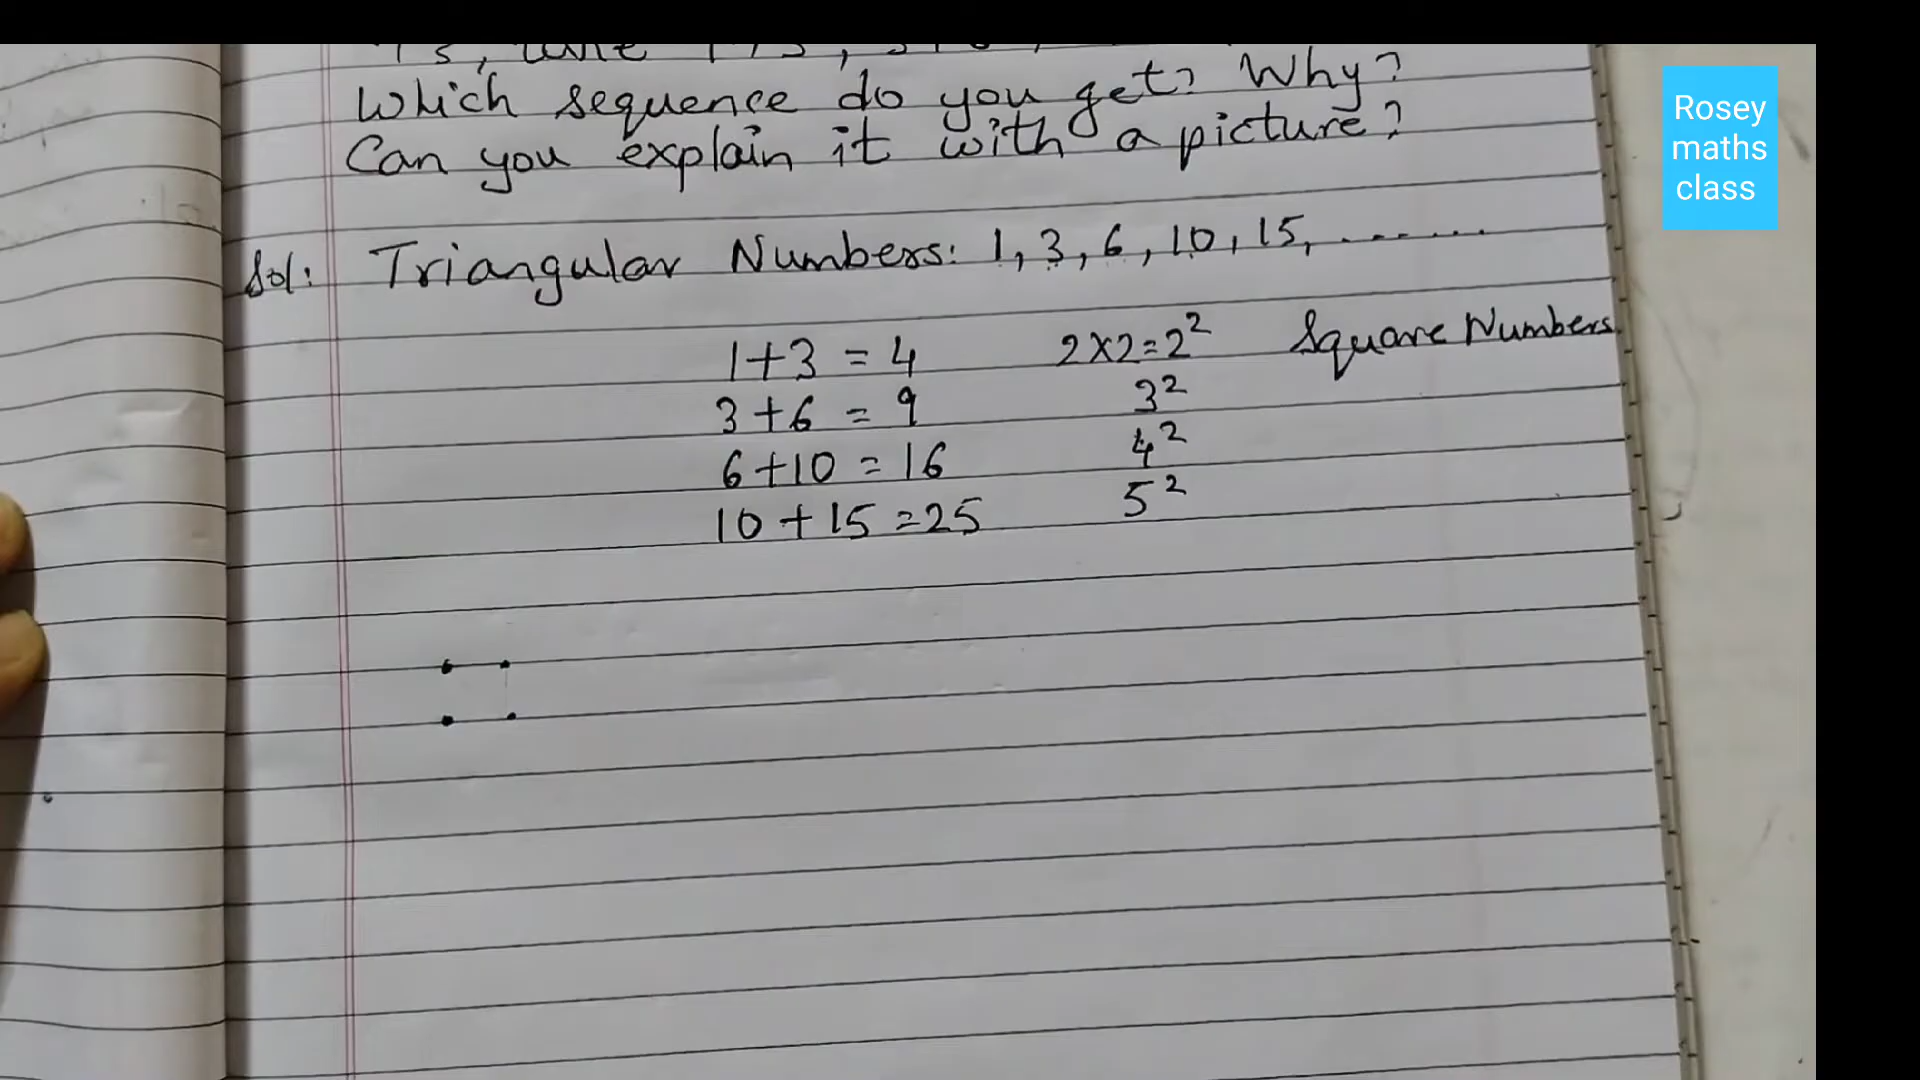 Which sequence do you get? Why?
Can you explain it with a picture?
Sol: Triangular Numbers: 1, 3, 6, 10, 15, .......
1+3 = 4 2×2=2² Square Numbers
3+6 = 9 3²
6+10 = 16 4²
10+15=25 5²
Rosey
maths
class